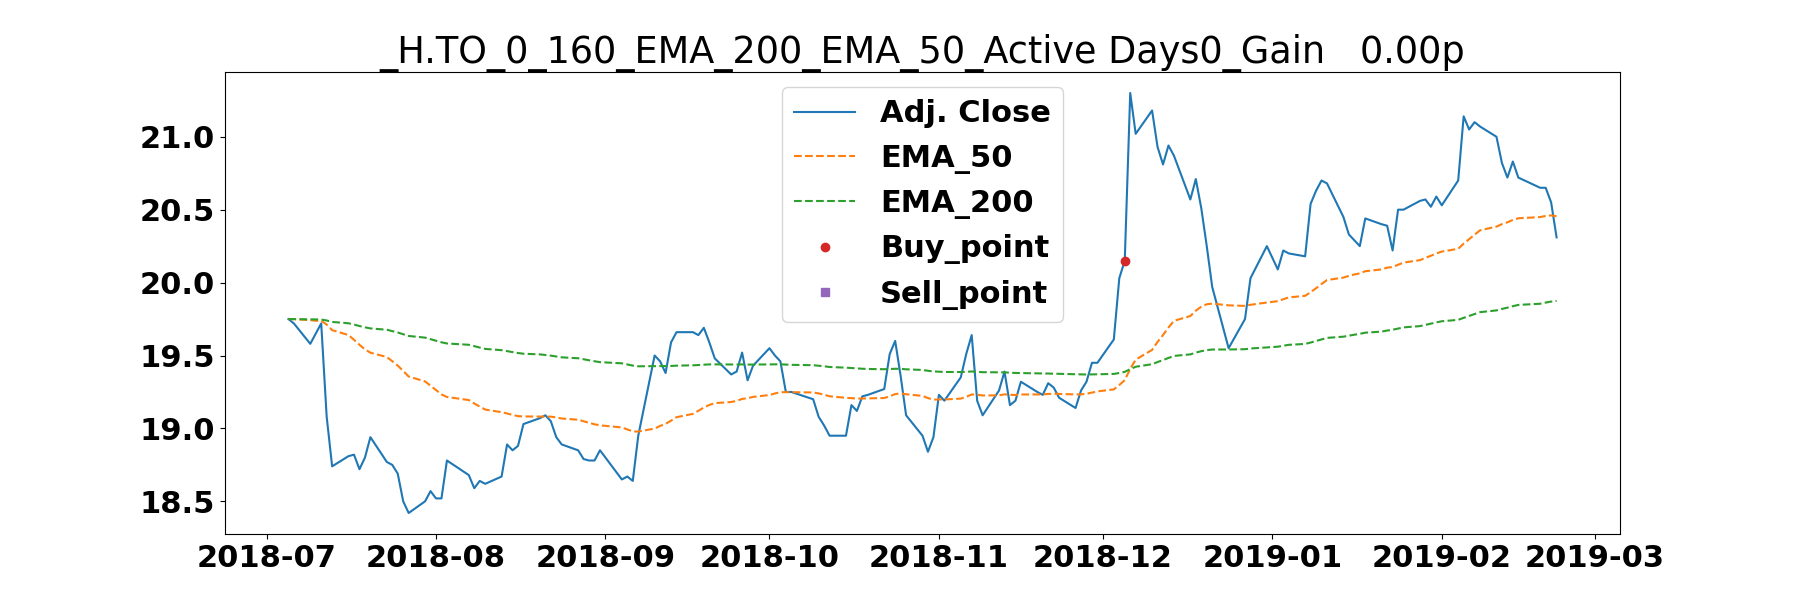 _H.TO_0_160_EMA_200_EMA_50_Active Days0_Gain   0.00p
Adj. Close
EMA_50
EMA_200
Buy_point
Sell_point
21.0
20.5
20.0
19.5
19.0
18.5
2018-07 2018-08 2018-09 2018-10 2018-11 2018-12 2019-01 2019-02 2019-03